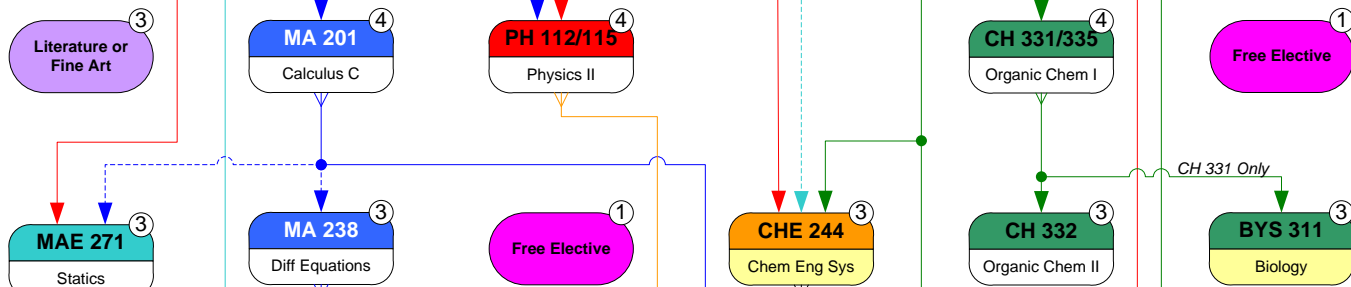 3
Literature or
Fine Art
4
MA 201
Calculus C
4
PH 112/115
Physics II
4
CH 331/335
Organic Chem I
1
Free Elective
CH 331 Only
3
MAE 271
Statics
3
MA 238
Diff Equations
1
Free Elective
3
CHE 244
Chem Eng Sys
3
CH 332
Organic Chem II
3
BYS 311
Biology